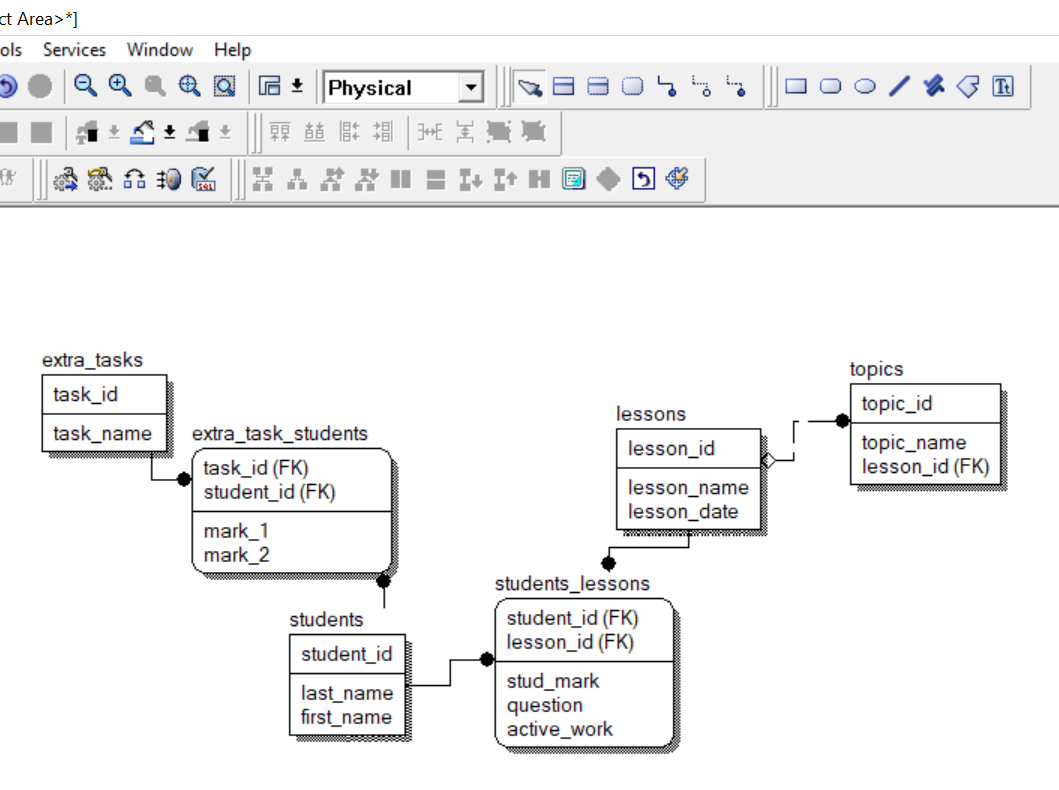 ct Area>*]
ols Services Window Help
Physical
Tt
SQL
extra_tasks
task_id
task_name
extra_task_students
task_id (FK)
student_id (FK)
mark_1
mark_2
students
student_id
last_name
first_name
lessons
lesson_id
lesson_name
lesson_date
students_lessons
student_id (FK)
lesson_id (FK)
stud_mark
question
active_work
topics
topic_id
topic_name
lesson_id (FK)